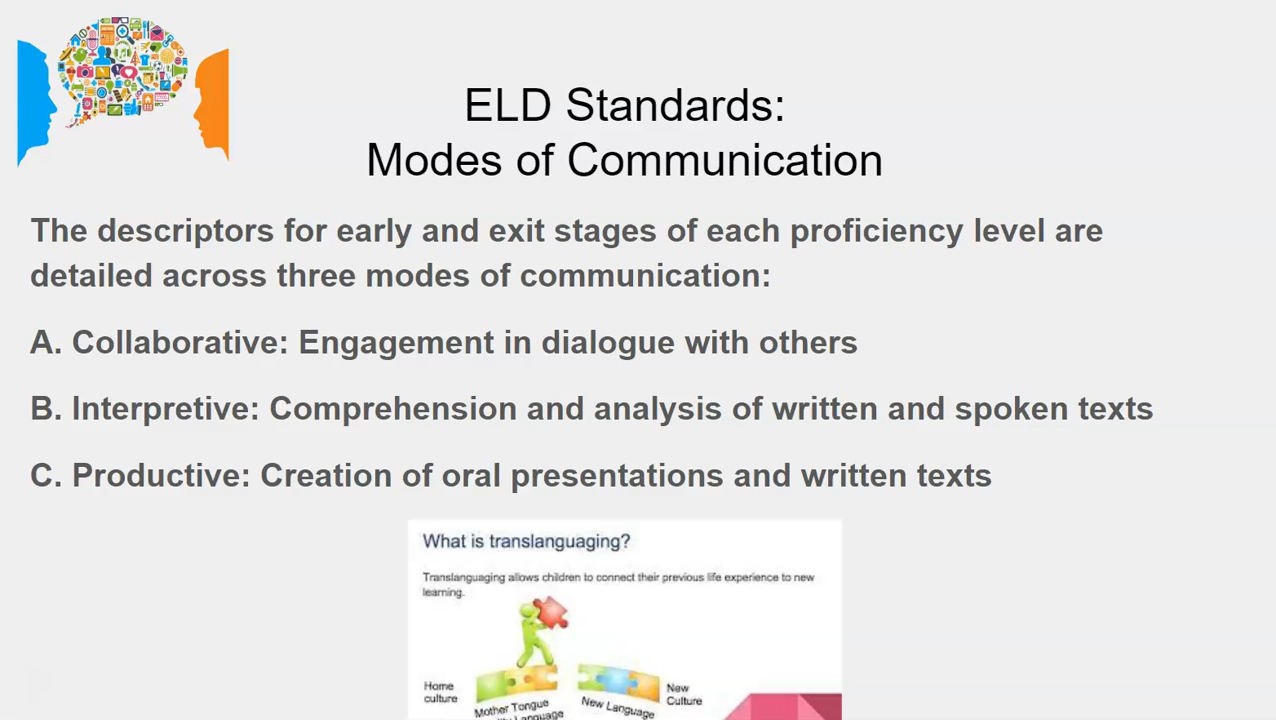 ELD Standards:
Modes of Communication
The descriptors for early and exit stages of each proficiency level are
detailed across three modes of communication:
A. Collaborative: Engagement in dialogue with others
B. Interpretive: Comprehension and analysis of written and spoken texts
C. Productive: Creation of oral presentations and written texts
What is translanguaging?
Translanguaging allows children to connect their previous life experience to new
learning.
Home
culture
Mother Tongue
Language
New Language
New
Culture